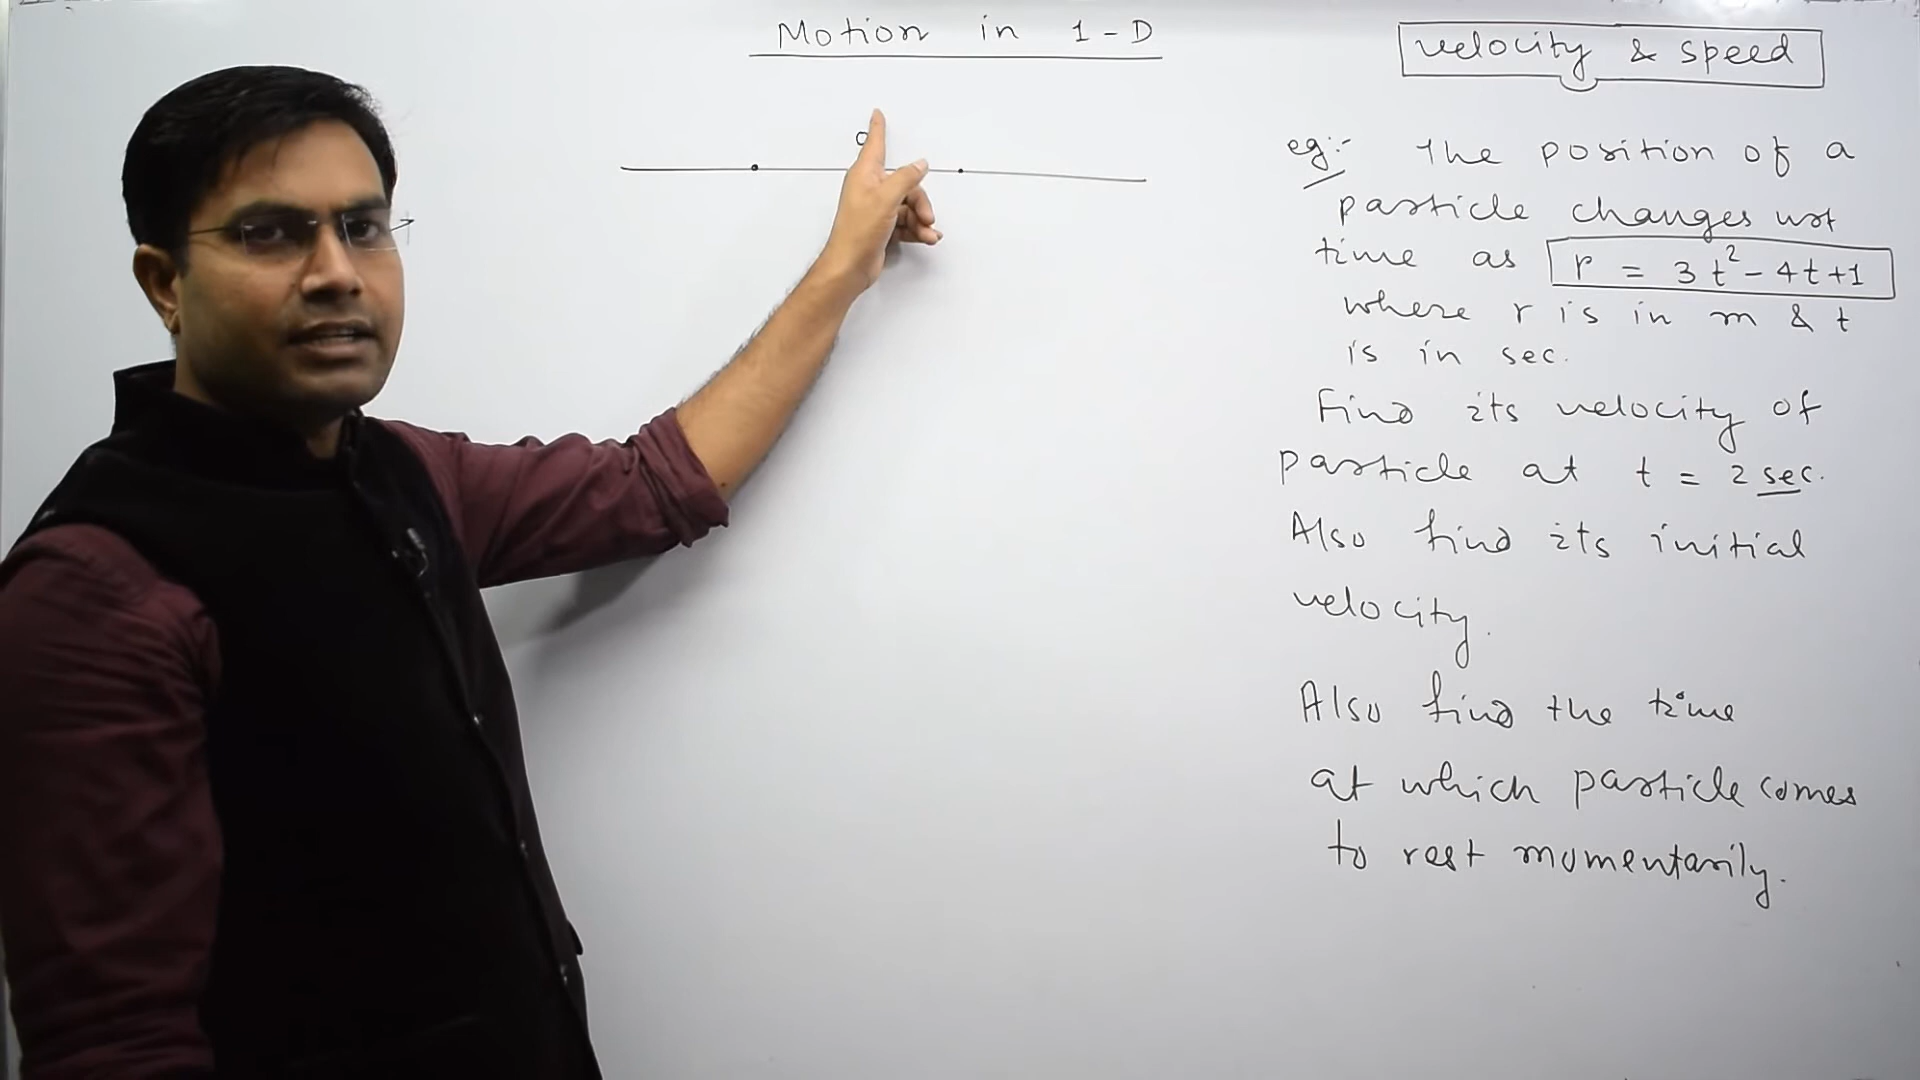 Motion in 1-D
velocity & speed
eg:- The position of a
particle changes wrt
time as r = 3t²-4t+1
where r is in m & t
is in sec.
Find its velocity of
particle at t = 2 sec.
Also find its initial
velocity.
Also find the time
at which particle comes
to rest momentarily.